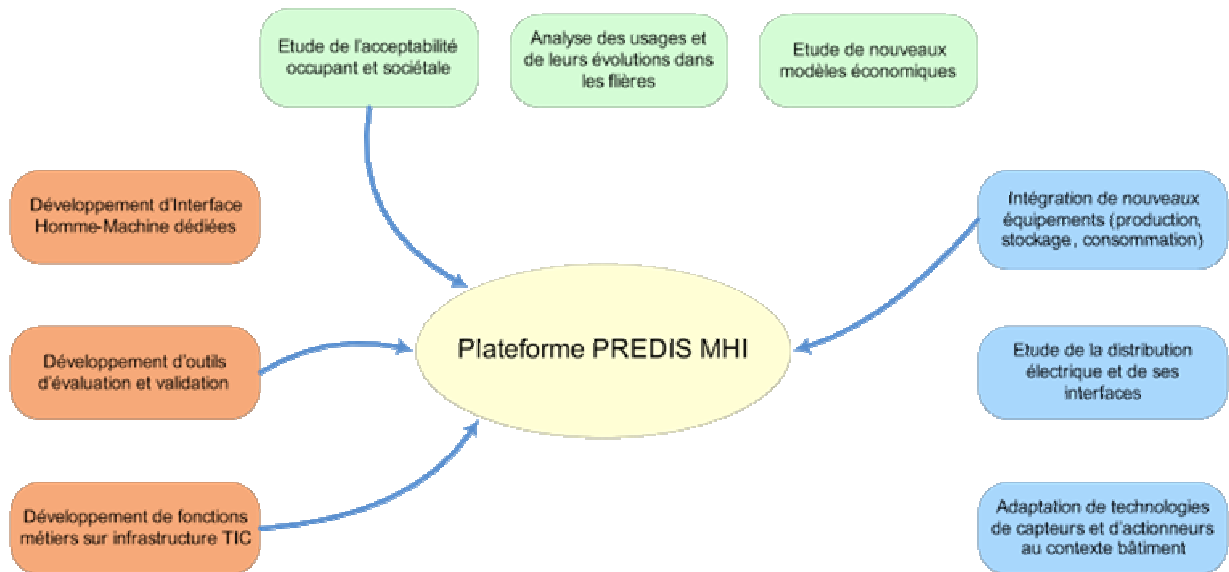 Etude de l'acceptabilité
occupant et sociétale
Analyse des usages et
de leurs évolutions dans
les flières
Etude de nouveaux
modèles économiques
Développement d'Interface
Homme-Machine dédiées
Intégration de nouveaux
équipements (production,
stockage, consommation)
Plateforme PREDIS MHI
Développement d'outils
d'évaluation et validation
Etude de la distribution
électrique et de ses
interfaces
Développement de fonctions
métiers sur infrastructure TIC
Adaptation de technologies
de capteurs et d'actionneurs
au contexte bâtiment